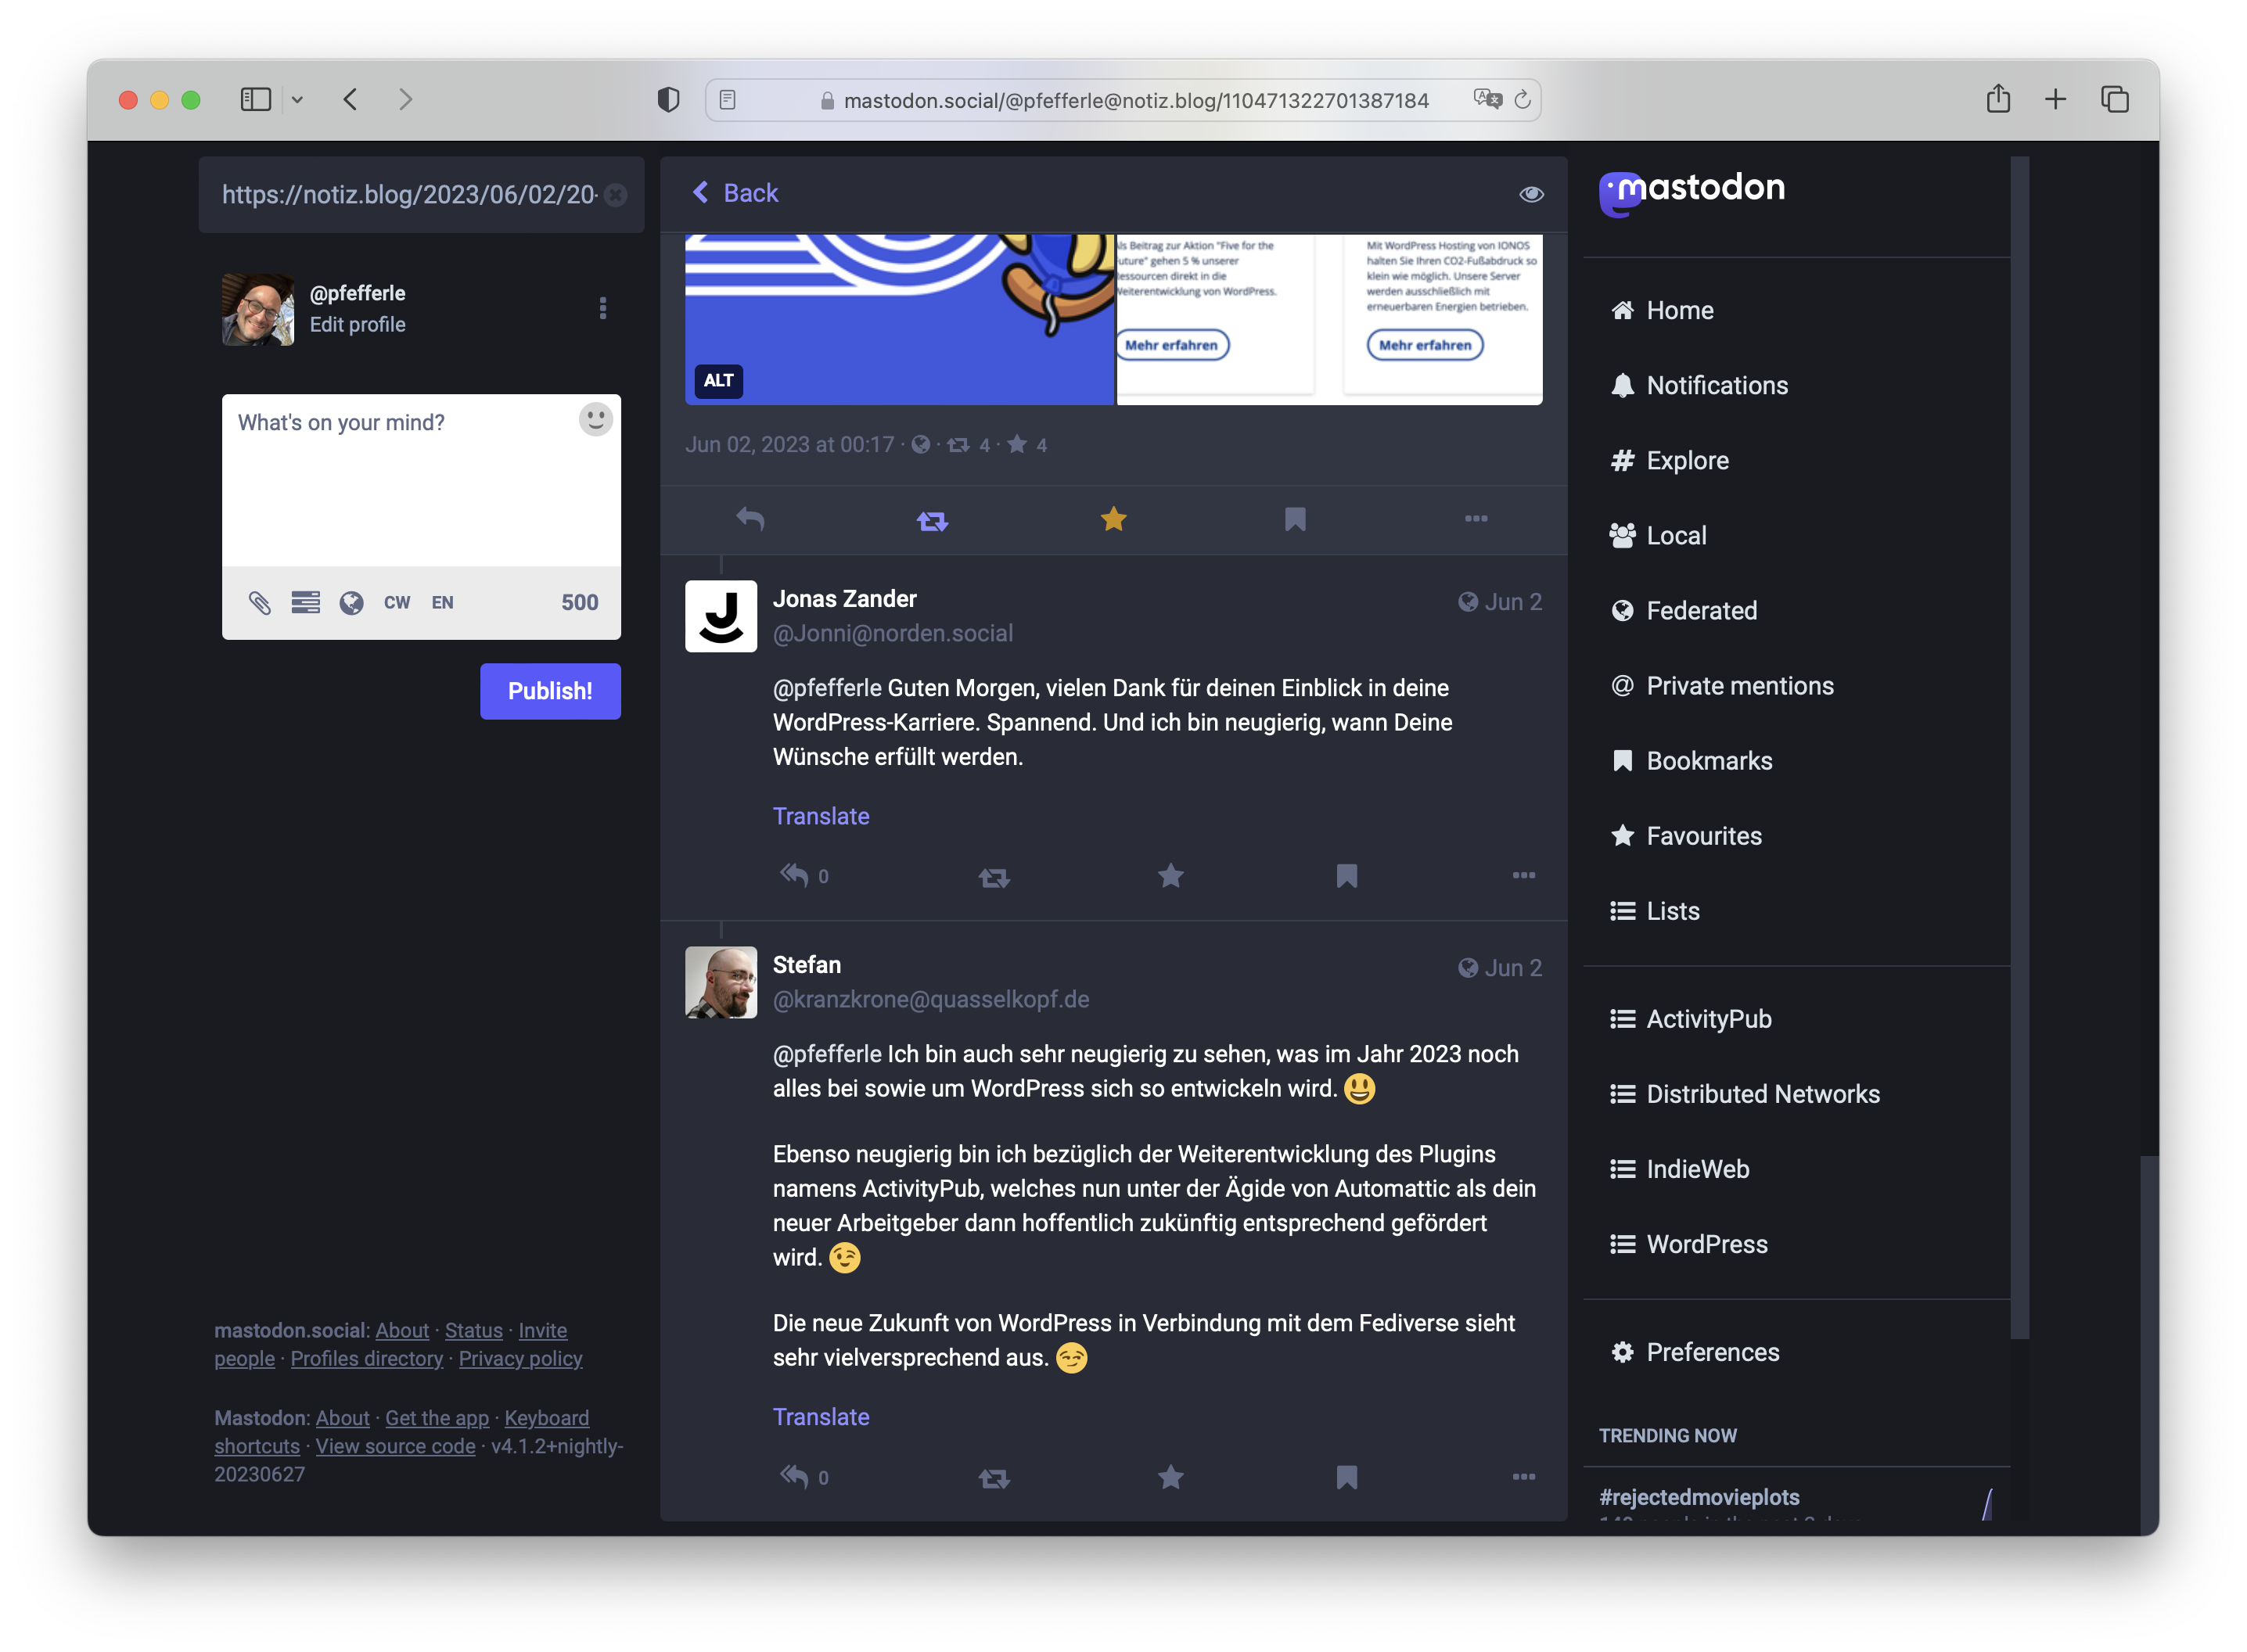 mastodon.social/@pfefferle@notiz.blog/110471322701387184
https://notiz.blog/2023/06/02/20-
@pfefferle
Edit profile
What's on your mind?
CW EN 500
Publish!
mastodon.social: About · Status · Invite
people · Profiles directory · Privacy policy
Mastodon: About · Get the app · Keyboard
shortcuts · View source code · v4.1.2+nightly-
20230627
Back
Als Beitrag zur Aktion "Five for the
Future" gehen 5 % unserer
Ressourcen direkt in die
Weiterentwicklung von WordPress.
Mehr erfahren
Mit WordPress Hosting von IONOS
halten Sie Ihren CO2-Fußabdruck so
klein wie möglich. Unsere Server
werden ausschließlich mit
erneuerbaren Energien betrieben.
Mehr erfahren
ALT
Jun 02, 2023 at 00:17 · · 4 · 4
Jonas Zander
Jun 2
@Jonni@norden.social
@pfefferle Guten Morgen, vielen Dank für deinen Einblick in deine
WordPress-Karriere. Spannend. Und ich bin neugierig, wann Deine
Wünsche erfüllt werden.
Translate
0
Stefan
Jun 2
@kranzkrone@quasselkopf.de
@pfefferle Ich bin auch sehr neugierig zu sehen, was im Jahr 2023 noch
alles bei sowie um WordPress sich so entwickeln wird. 😃
Ebenso neugierig bin ich bezüglich der Weiterentwicklung des Plugins
namens ActivityPub, welches nun unter der Ägide von Automattic als dein
neuer Arbeitgeber dann hoffentlich zukünftig entsprechend gefördert
wird. 😉
Die neue Zukunft von WordPress in Verbindung mit dem Fediverse sieht
sehr vielversprechend aus. 😏
Translate
0
mastodon
Home
Notifications
Explore
Local
Federated
Private mentions
Bookmarks
Favourites
Lists
ActivityPub
Distributed Networks
IndieWeb
WordPress
Preferences
TRENDING NOW
#rejectedmovieplots